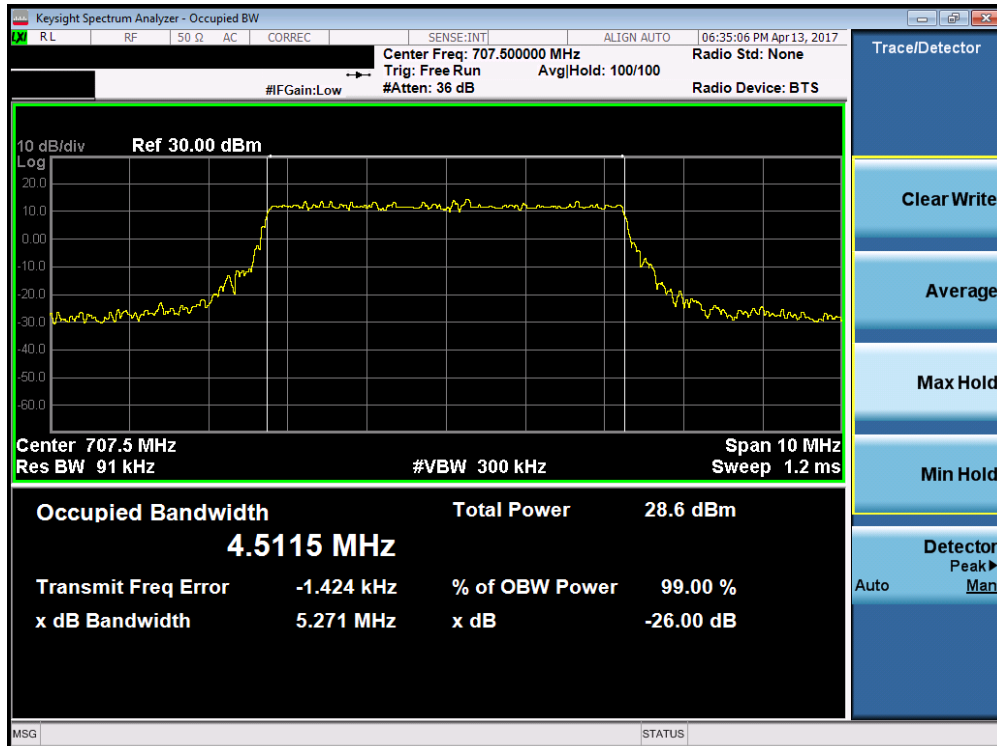 Keysight Spectrum Analyzer - Occupied BW
LXI RL RF 50 Ω AC CORREC SENSE:INT ALIGN AUTO 06:35:06 PM Apr 13, 2017
Center Freq: 707.500000 MHz Radio Std: None
Trig: Free Run Avg|Hold: 100/100
#IFGain:Low #Atten: 36 dB Radio Device: BTS
10 dB/div Ref 30.00 dBm
Log
20.0
10.0
0.00
-10.0
-20.0
-30.0
-40.0
-50.0
-60.0
Center 707.5 MHz Span 10 MHz
Res BW 91 kHz #VBW 300 kHz Sweep 1.2 ms
Occupied Bandwidth Total Power 28.6 dBm
4.5115 MHz
Transmit Freq Error -1.424 kHz % of OBW Power 99.00 %
x dB Bandwidth 5.271 MHz x dB -26.00 dB
MSG STATUS
Trace/Detector
Clear Write
Average
Max Hold
Min Hold
Detector
Peak▶
Auto Man